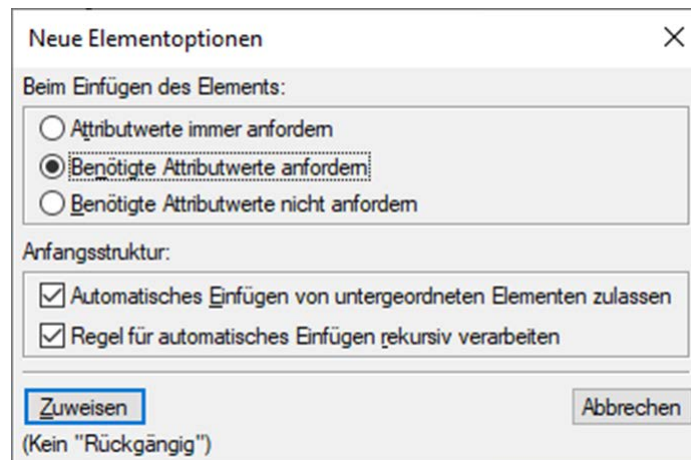 Neue Elementoptionen
Beim Einfügen des Elements:
Attributwerte immer anfordern
Benötigte Attributwerte anfordern
Benötigte Attributwerte nicht anfordern
Anfangsstruktur:
Automatisches Einfügen von untergeordneten Elementen zulassen
Regel für automatisches Einfügen rekursiv verarbeiten
Zuweisen Abbrechen
(Kein "Rückgängig")